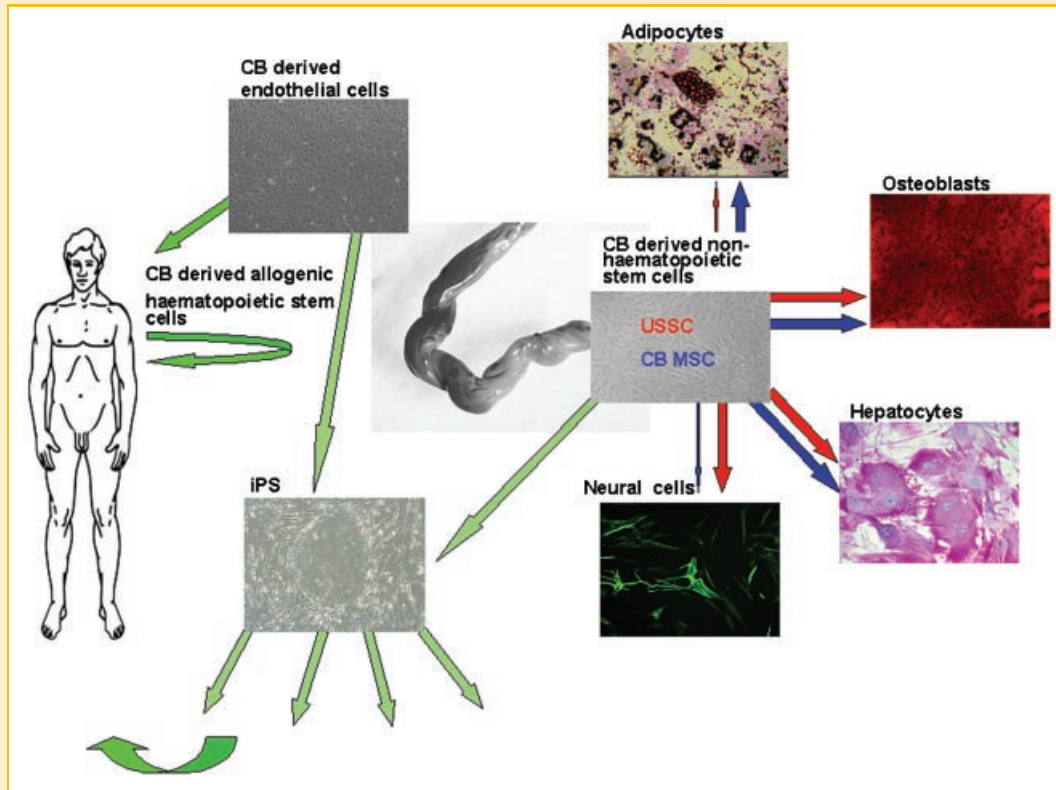 CB derived
endothelial cells
Adipocytes
Osteoblasts
CB derived non-
haematopoietic
stem cells
CB derived allogenic
haematopoietic stem
cells
USSC
CB MSC
Hepatocytes
iPS
Neural cells